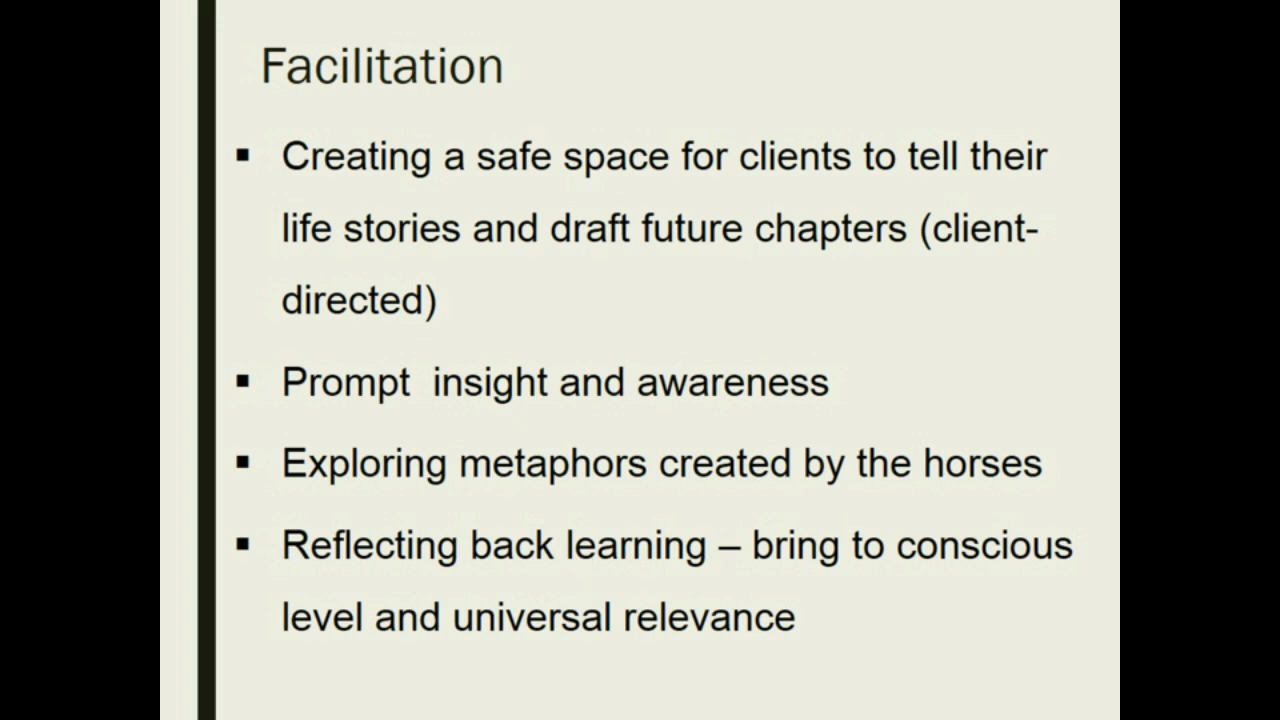 Facilitation
▪ Creating a safe space for clients to tell their
life stories and draft future chapters (client-
directed)
▪ Prompt  insight and awareness
▪ Exploring metaphors created by the horses
▪ Reflecting back learning – bring to conscious
level and universal relevance